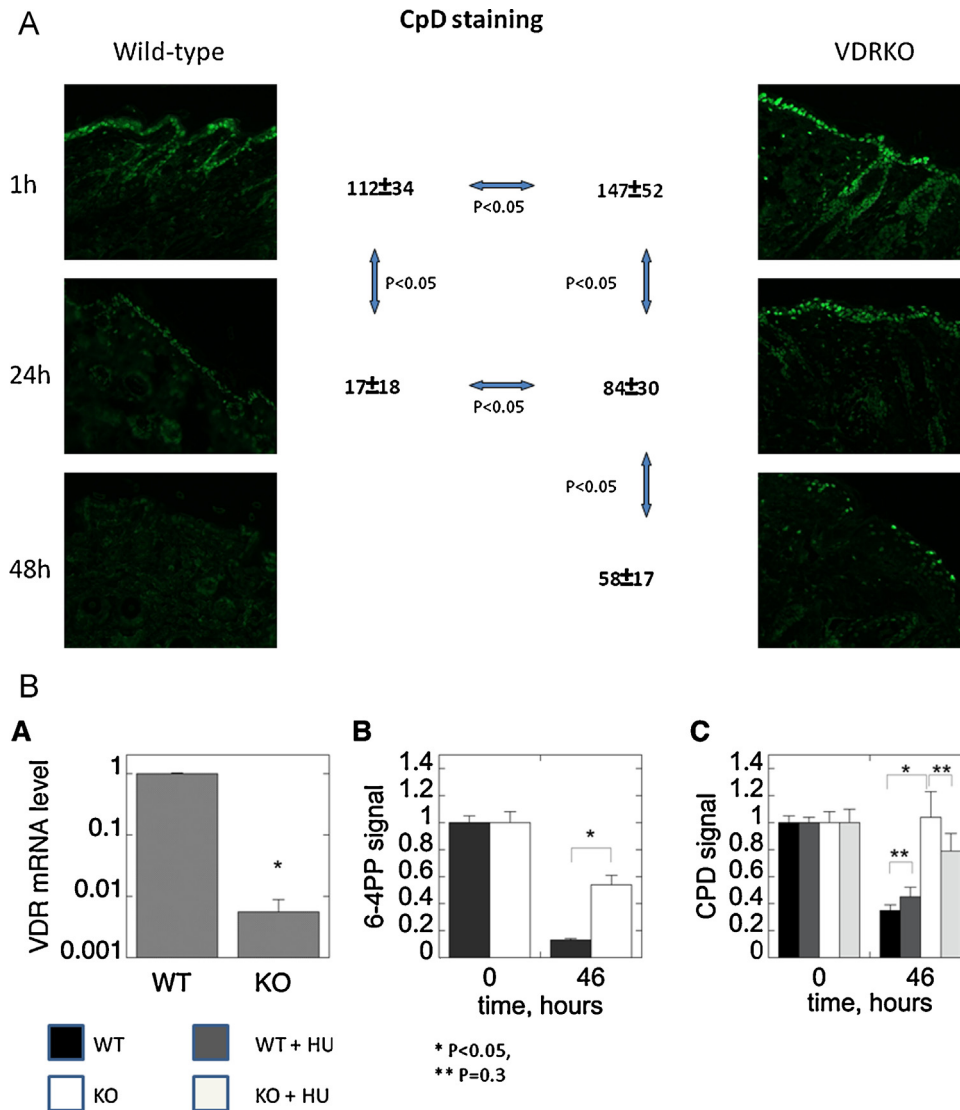 A
CpD staining
Wild-type
VDRKO
1h
112±34
P<0.05
147±52
P<0.05
P<0.05
24h
17±18
P<0.05
84±30
P<0.05
48h
58±17
B
A
VDR mRNA level
1
0.1
0.01
0.001
*
WT
KO
B
6-4PP signal
1.4
1.2
1
0.8
0.6
0.4
0.2
0
*
0
46
time, hours
C
CPD signal
1.4
1.2
1
0.8
0.6
0.4
0.2
0
*
**
**
0
46
time, hours
WT
WT + HU
KO
KO + HU
* P<0.05,
** P=0.3